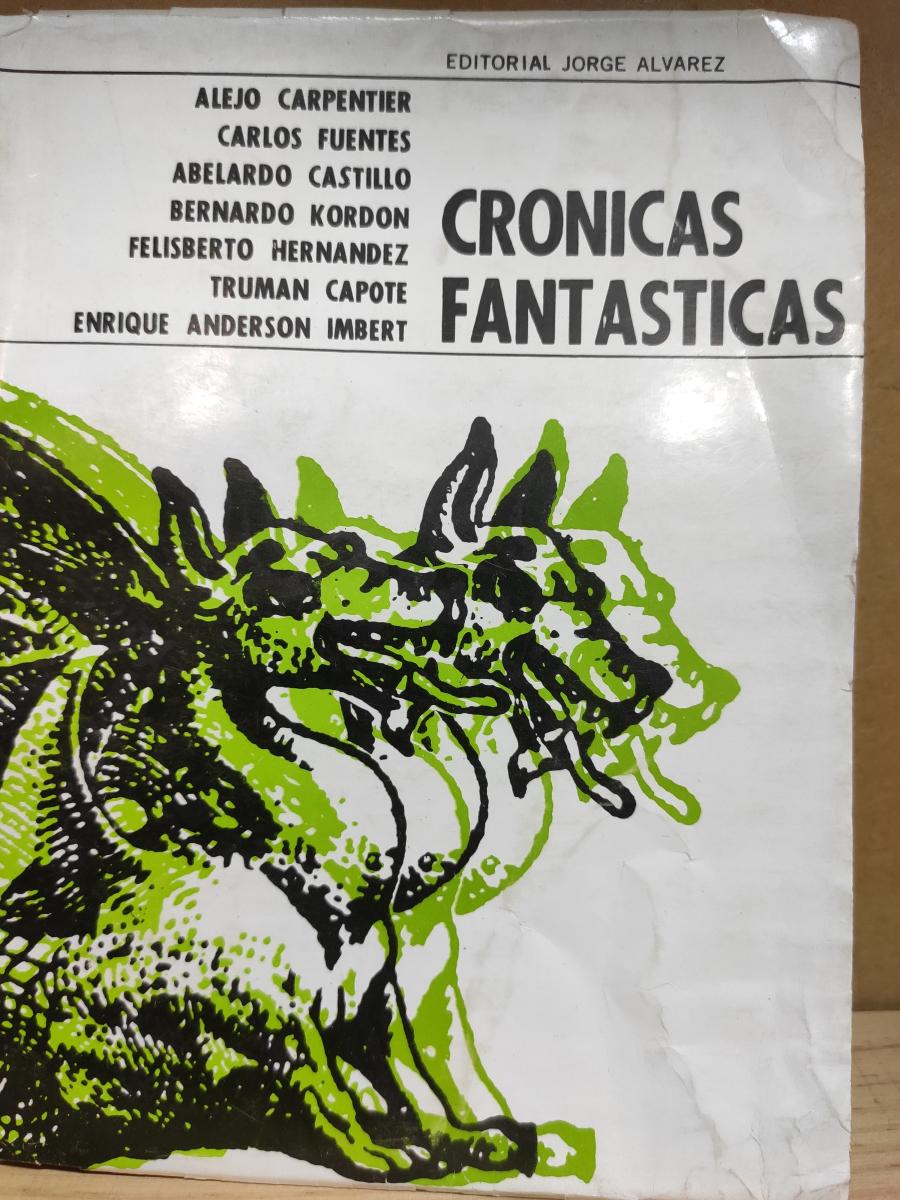 EDITORIAL JORGE ALVAREZ
ALEJO CARPENTIER
CARLOS FUENTES
ABELARDO CASTILLO
BERNARDO KORDON
FELISBERTO HERNANDEZ
TRUMAN CAPOTE
ENRIQUE ANDERSON IMBERT
CRONICAS
FANTASTICAS